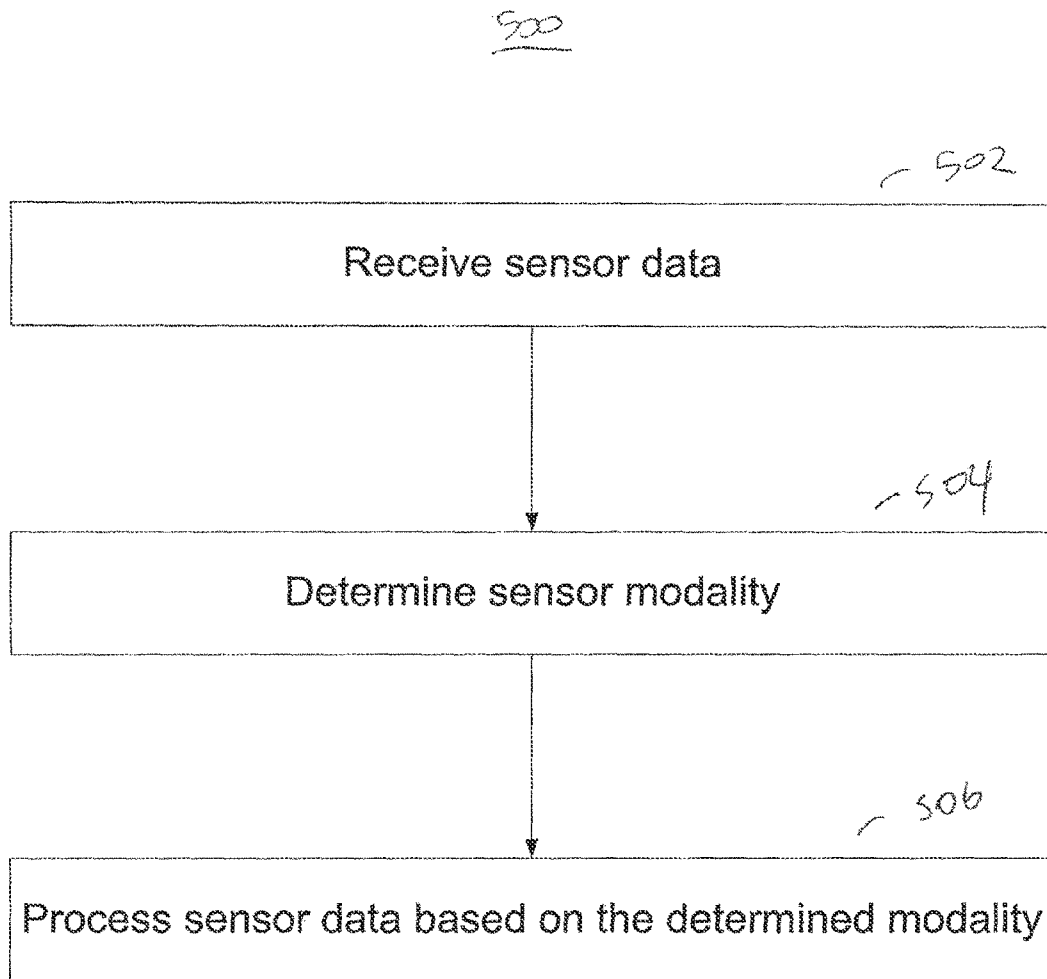 500
502
Receive sensor data
504
Determine sensor modality
506
Process sensor data based on the determined modality